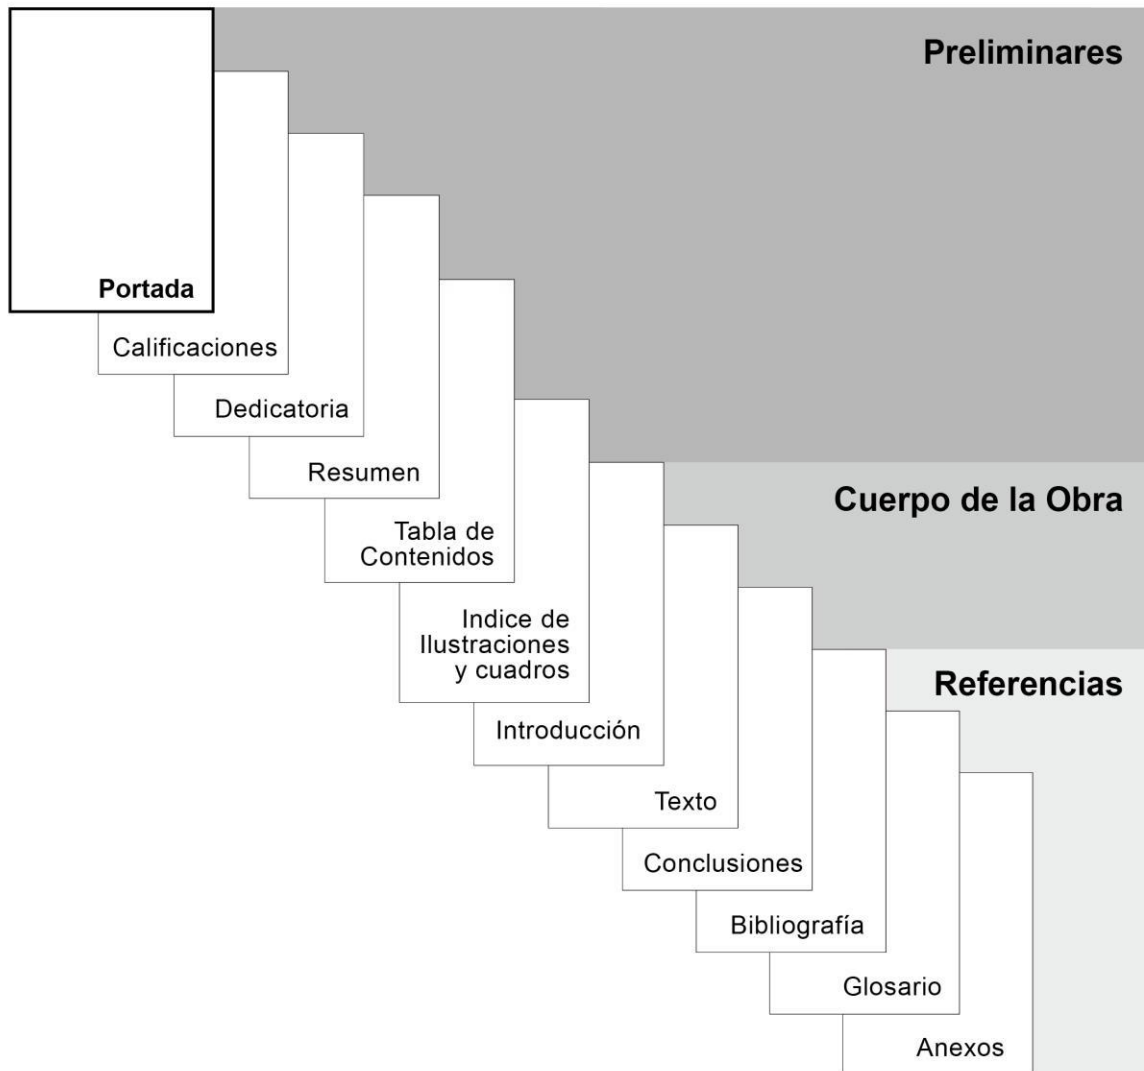 Preliminares
Portada
Calificaciones
Dedicatoria
Resumen
Tabla de
Contenidos
Cuerpo de la Obra
Indice de
Ilustraciones
y cuadros
Referencias
Introducción
Texto
Conclusiones
Bibliografía
Glosario
Anexos